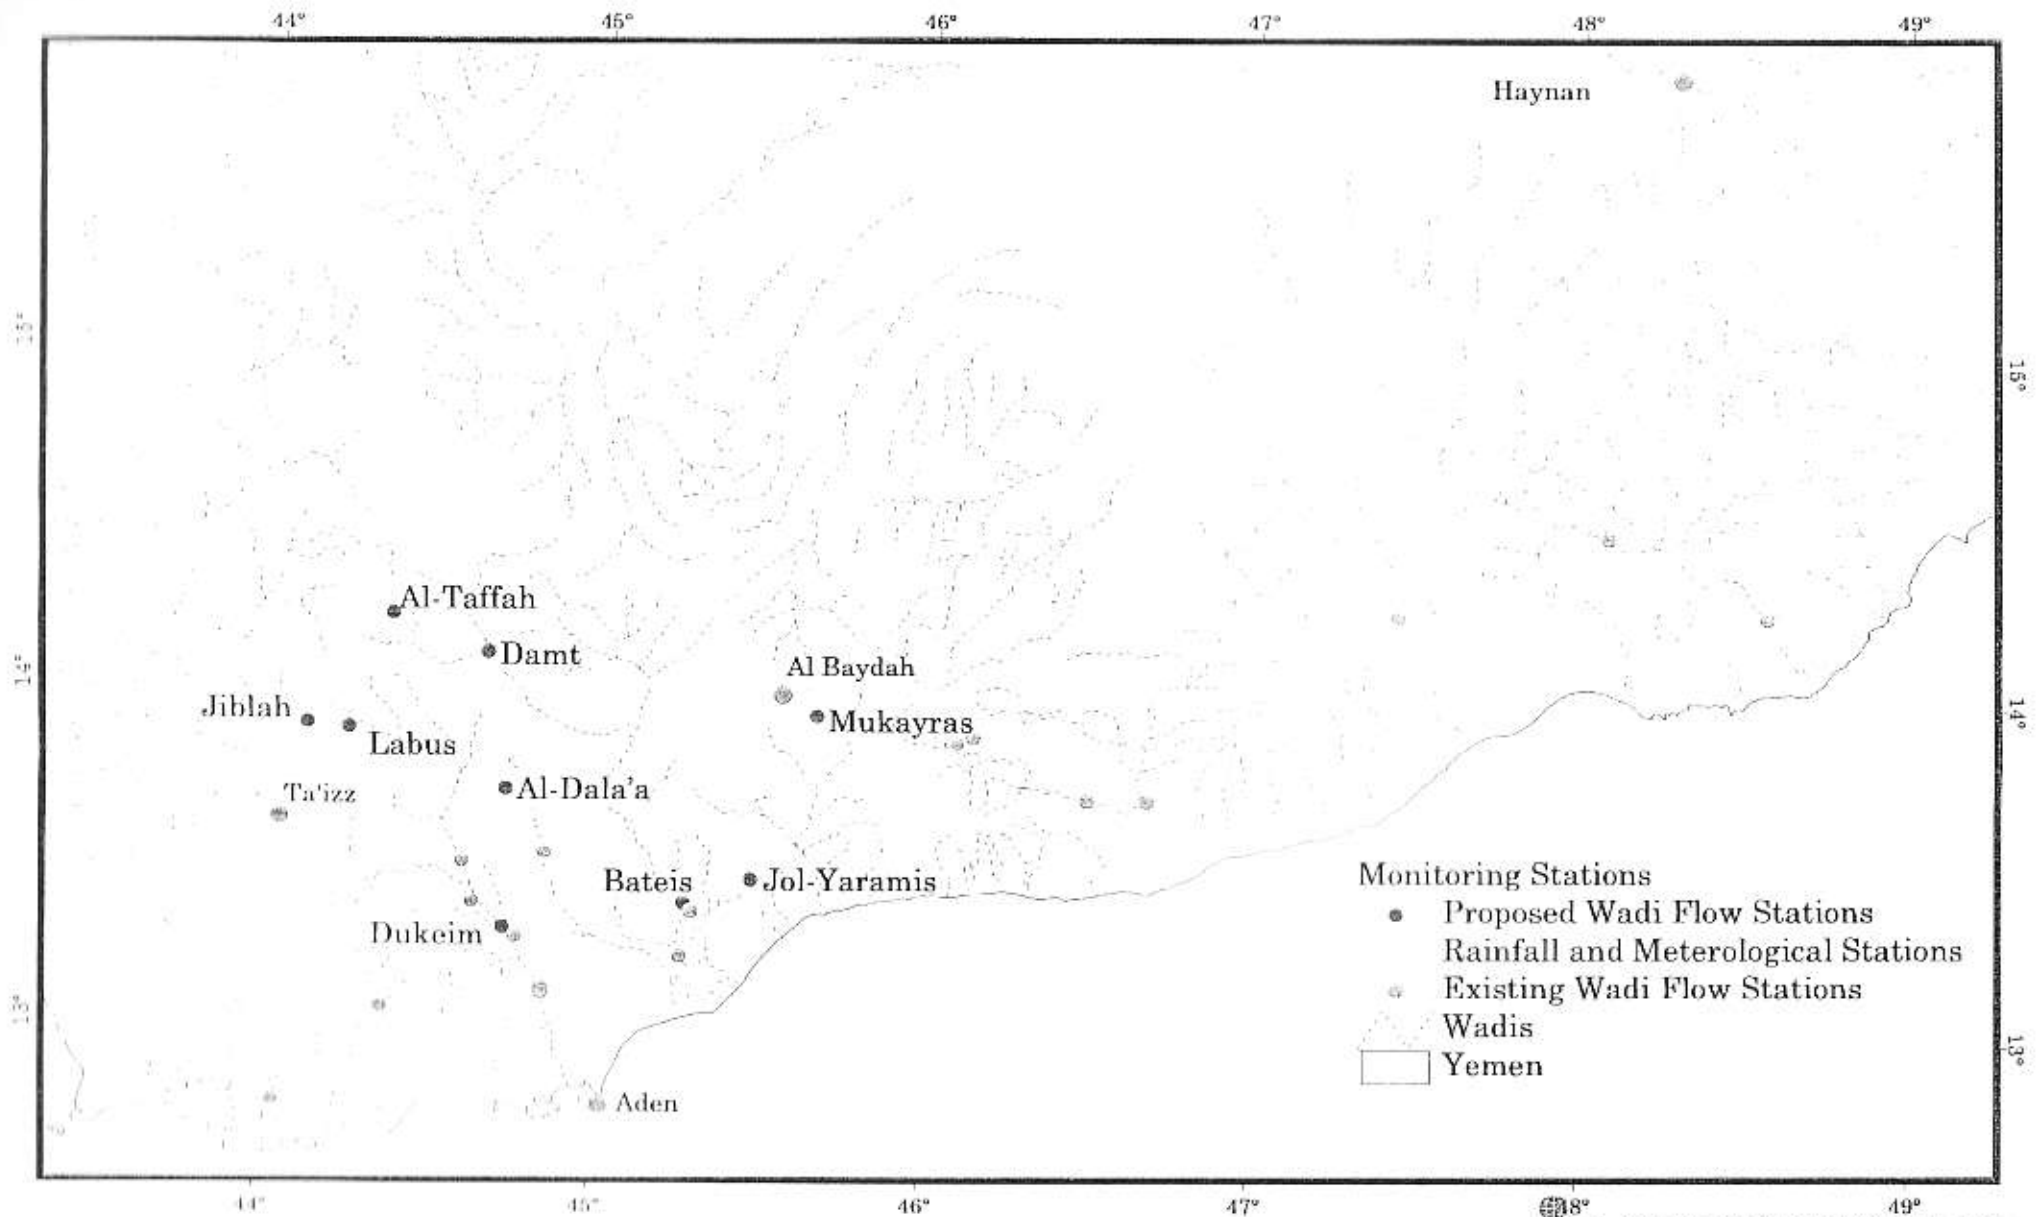 44° 45° 46° 47° 48° 49°
Haynan
15°
15°
Al-Taffah
Damt
14°
Al Baydah
Jiblah
Mukayras
14°
Labus
Ta'izz
Al-Dala'a
Bateis
Jol-Yaramis
Dukeim
Monitoring Stations
Proposed Wadi Flow Stations
Rainfall and Meterological Stations
Existing Wadi Flow Stations
13°
Wadis
13°
Yemen
Aden
44° 45° 46° 47° 48° 49°